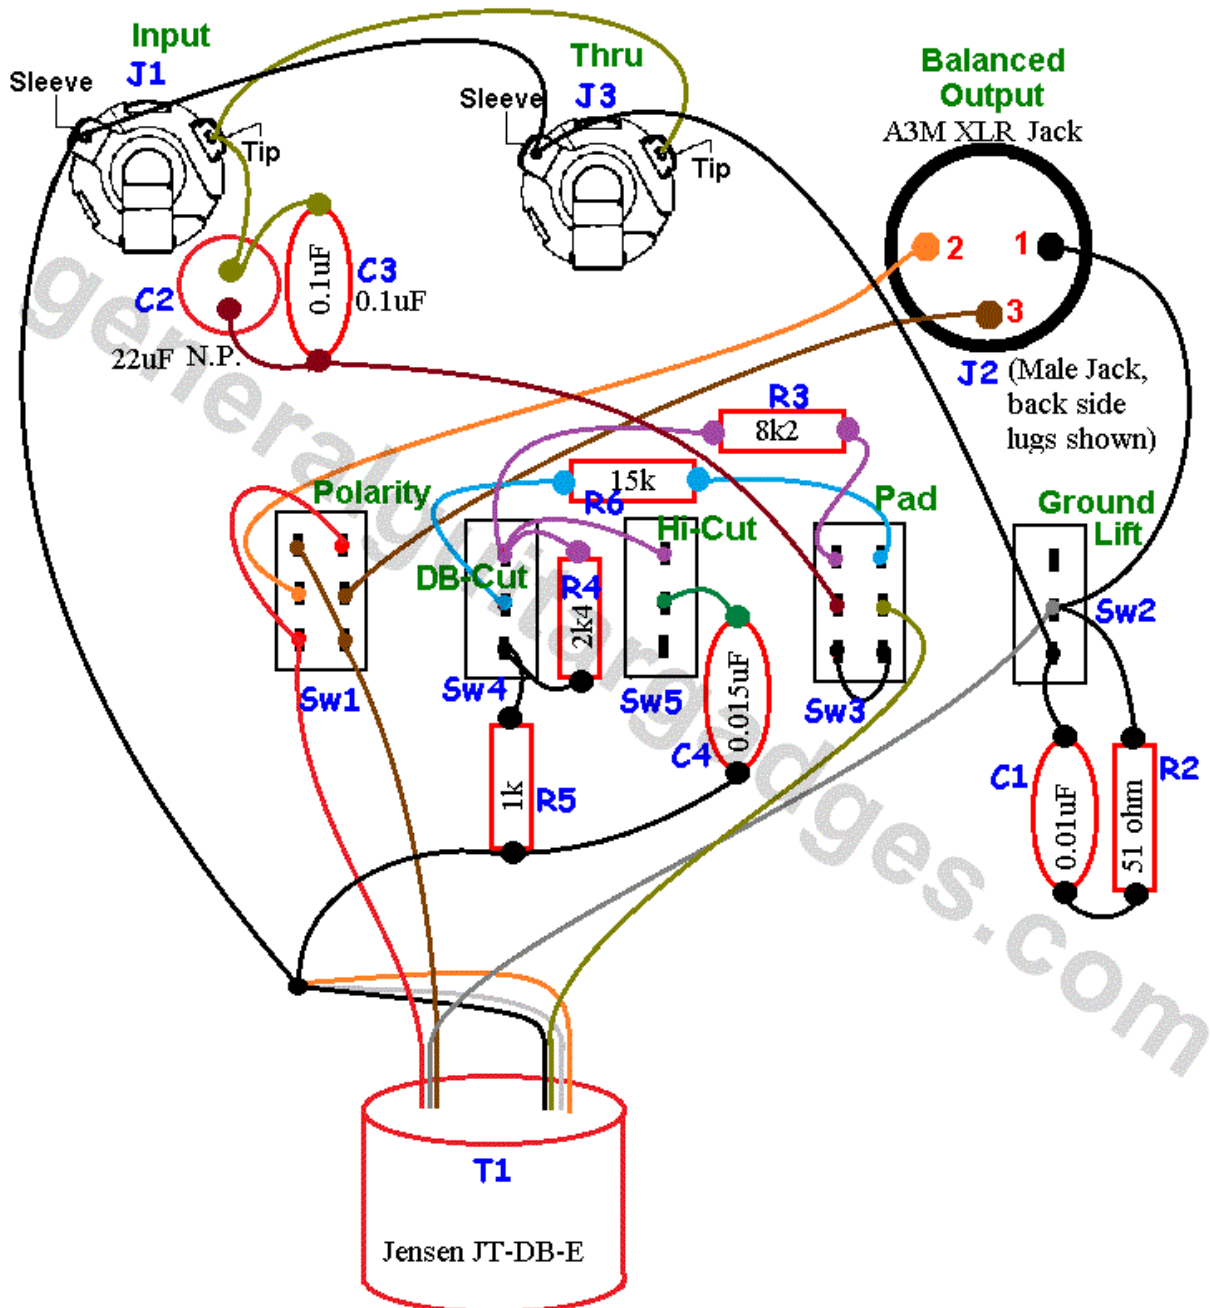 Input
J1
Sleeve
Tip
Thru
J3
Sleeve
Tip
Balanced
Output
A3M XLR Jack
2
1
3
J2
(Male Jack,
back side
lugs shown)
C2
22uF N.P.
0.1uF
C3
0.1uF
R3
8k2
15k
R6
Polarity
Sw1
DB-Cut
Sw4
R4
2k4
Hi-Cut
Sw5
Pad
Sw3
Ground
Lift
Sw2
1k
R5
0.015uF
C4
C1
0.01uF
51 ohm
R2
T1
Jensen JT-DB-E
generalguitargadges.com